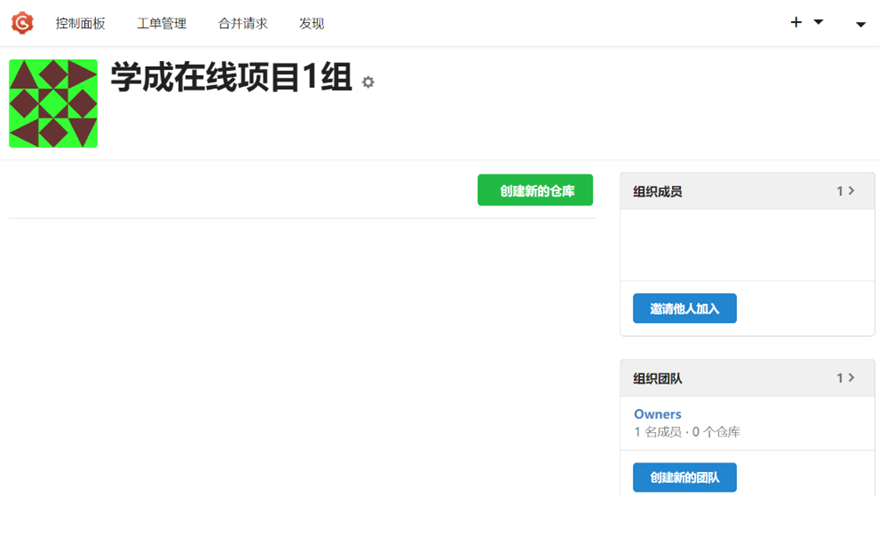 控制面板 工单管理 合并请求 发现
学成在线项目1组
创建新的仓库
组织成员 1
邀请他人加入
组织团队 1
Owners
1 名成员 · 0 个仓库
创建新的团队